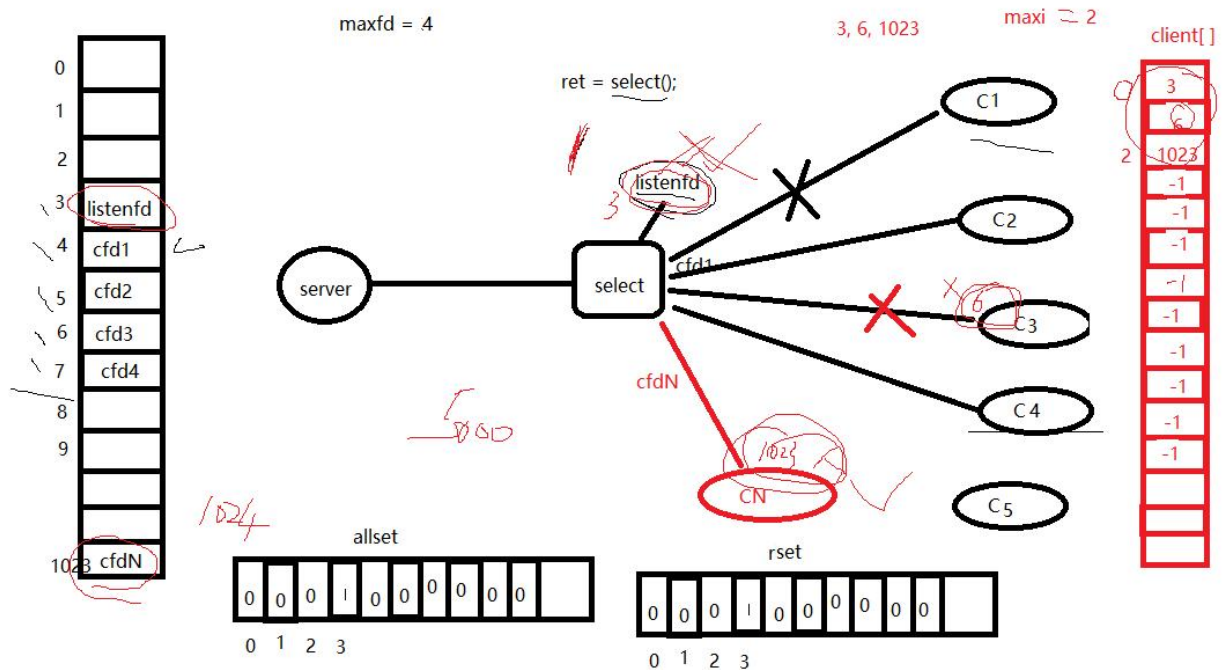 maxfd = 4
3, 6, 1023
maxi = 2
client[ ]
ret = select();
0
1
2
3 listenfd
4 cfd1
5 cfd2
6 cfd3
7 cfd4
8
9
1023 cfdN
1024
server
select
3
listenfd
cfd1
cfdN
5000
C1
C2
6
C3
C4
C5
1023
CN
0 3
6
2 1023
-1
-1
-1
-1
-1
-1
-1
-1
-1
allset
0 0 0 1 0 0 0 0 0 0
0 1 2 3
rset
0 0 0 1 0 0 0 0 0 0
0 1 2 3